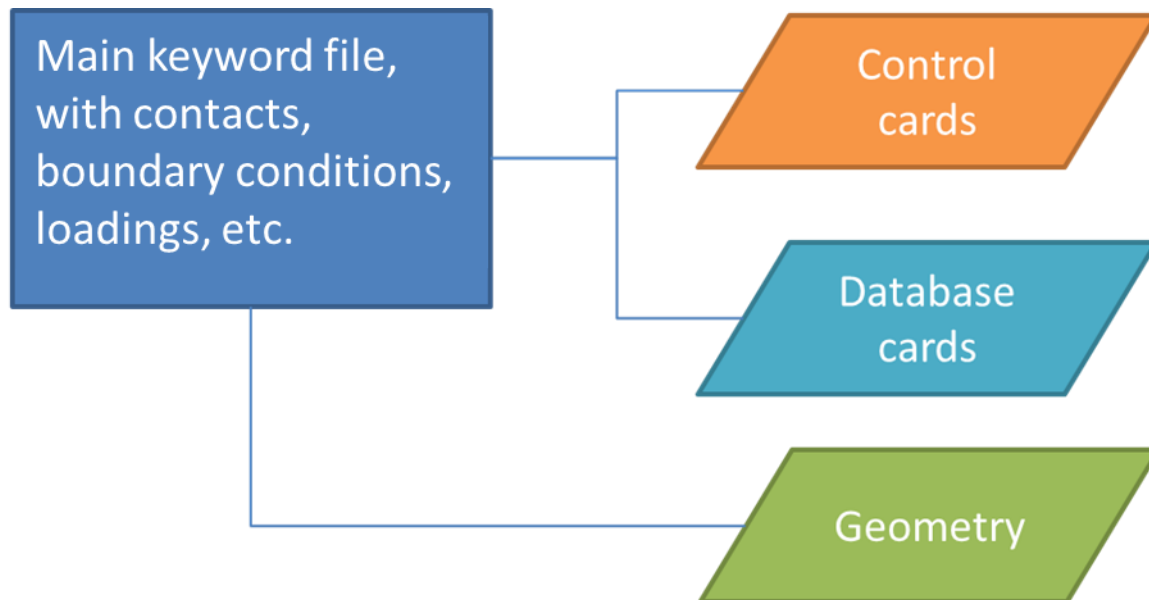 Main keyword file,
with contacts,
boundary conditions,
loadings, etc.
Control
cards
Database
cards
Geometry